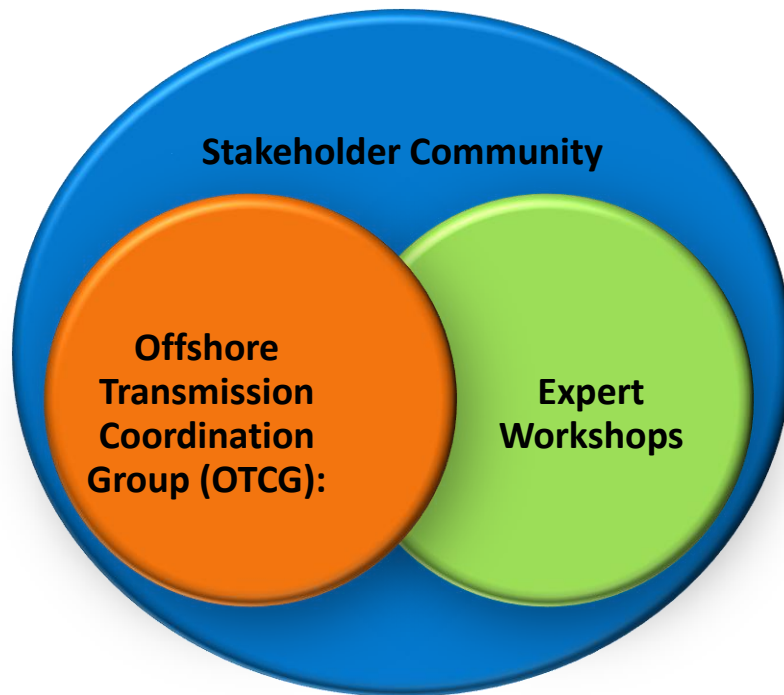 Stakeholder Community
Offshore
Transmission
Coordination
Group (OTCG):
Expert
Workshops